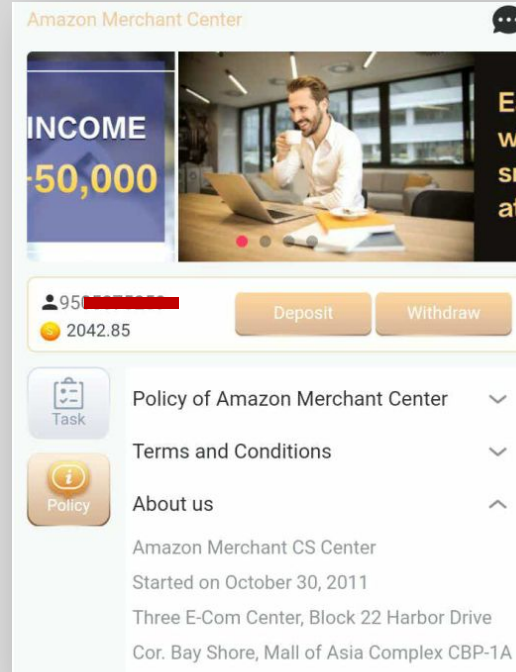 Amazon Merchant Center
INCOME
-50,000
E
w
at
95
2042.85
Deposit
Withdraw
Task
Policy of Amazon Merchant Center
Terms and Conditions
Policy
About us
Amazon Merchant CS Center
Started on October 30, 2011
Three E-Com Center, Block 22 Harbor Drive
Cor. Bay Shore, Mall of Asia Complex CBP-1A